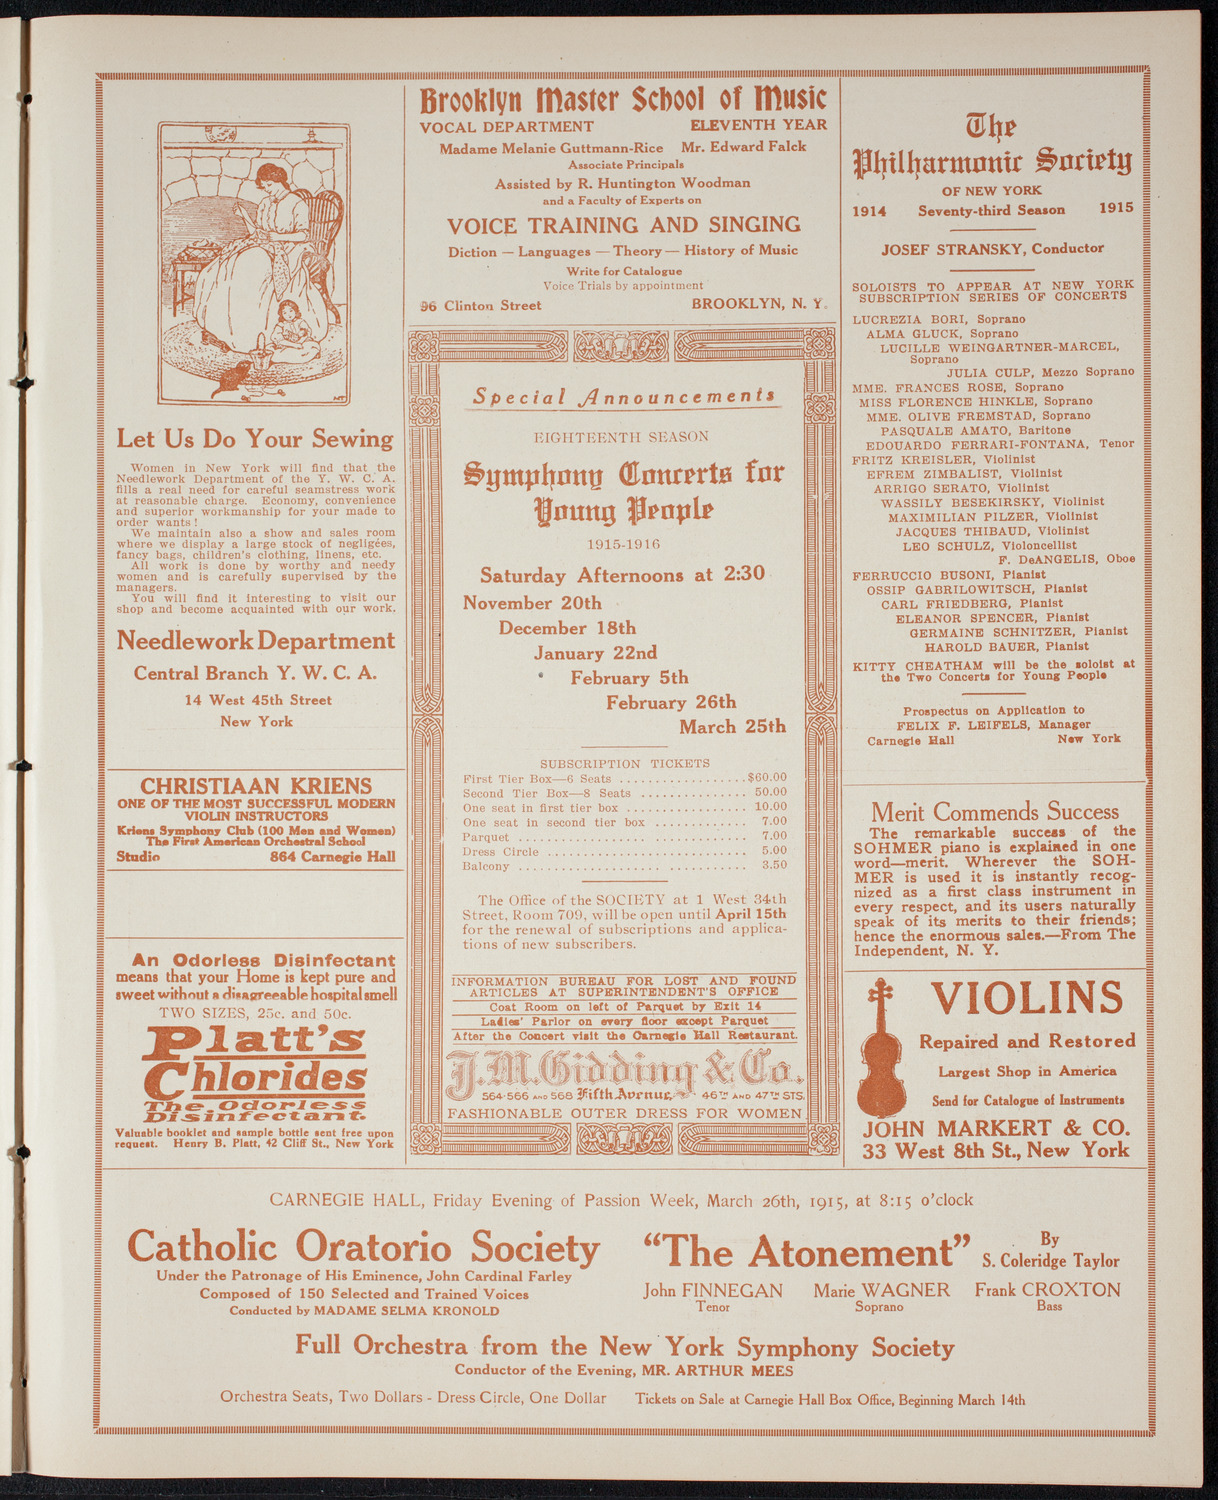 Let Us Do Your Sewing
Women in New York will find that the
Needlework Department of the Y. W. C. A.
fills a real need for careful seamstress work
at reasonable charge. Economy, convenience
and superior workmanship for your made to
order wants!
We maintain also a show and sales room
where we display a large stock of negligées,
fancy bags, children's clothing, linens, etc.
All work is done by worthy and needy
women and is carefully supervised by the
managers.
You will find it interesting to visit our
shop and become acquainted with our work.
Needlework Department
Central Branch Y. W. C. A.
14 West 45th Street
New York
CHRISTIAAN KRIENS
ONE OF THE MOST SUCCESSFUL MODERN
VIOLIN INSTRUCTORS
Kriens Symphony Club (100 Men and Women)
The First American Orchestral School
Studio 864 Carnegie Hall
An Odorless Disinfectant
means that your Home is kept pure and
sweet without a disagreeable hospital smell
TWO SIZES, 25c. and 50c.
Platt's
Chlorides
The Odorless
Disinfectant.
Valuable booklet and sample bottle sent free upon
request. Henry B. Platt, 42 Cliff St., New York
Brooklyn Master School of Music
VOCAL DEPARTMENT ELEVENTH YEAR
Madame Melanie Guttmann-Rice Mr. Edward Falck
Associate Principals
Assisted by R. Huntington Woodman
and a Faculty of Experts on
VOICE TRAINING AND SINGING
Diction — Languages — Theory — History of Music
Write for Catalogue
Voice Trials by appointment
96 Clinton Street BROOKLYN, N. Y.
Special Announcements
EIGHTEENTH SEASON
Symphony Concerts for
Young People
1915-1916
Saturday Afternoons at 2:30
November 20th
December 18th
January 22nd
February 5th
February 26th
March 25th
SUBSCRIPTION TICKETS
First Tier Box—6 Seats ..................$60.00
Second Tier Box—8 Seats ............... 50.00
One seat in first tier box ................. 10.00
One seat in second tier box ............. 7.00
Parquet ................................ 7.00
Dress Circle ............................ 5.00
Balcony ................................ 3.50
The Office of the SOCIETY at 1 West 34th
Street, Room 709, will be open until April 15th
for the renewal of subscriptions and applica-
tions of new subscribers.
INFORMATION BUREAU FOR LOST AND FOUND
ARTICLES AT SUPERINTENDENT'S OFFICE
Coat Room on left of Parquet by Exit 14
Ladies' Parlor on every floor except Parquet
After the Concert visit the Carnegie Hall Restaurant.
J. M. Gidding & Co.
564-566 AND 568 Fifth Avenue, 46TH AND 47TH STS.
FASHIONABLE OUTER DRESS FOR WOMEN
The
Philharmonic Society
OF NEW YORK
1914 Seventy-third Season 1915
JOSEF STRANSKY, Conductor
SOLOISTS TO APPEAR AT NEW YORK
SUBSCRIPTION SERIES OF CONCERTS
LUCREZIA BORI, Soprano
ALMA GLUCK, Soprano
LUCILLE WEINGARTNER-MARCEL,
Soprano
JULIA CULP, Mezzo Soprano
MME. FRANCES ROSE, Soprano
MISS FLORENCE HINKLE, Soprano
MME. OLIVE FREMSTAD, Soprano
PASQUALE AMATO, Baritone
EDOUARDO FERRARI-FONTANA, Tenor
FRITZ KREISLER, Violinist
EFREM ZIMBALIST, Violinist
ARRIGO SERATO, Violinist
WASSILY BESEKIRSKY, Violinist
MAXIMILIAN PILZER, Violinist
JACQUES THIBAUD, Violinist
LEO SCHULZ, Violoncellist
F. DeANGELIS, Oboe
FERRUCCIO BUSONI, Pianist
OSSIP GABRILOWITSCH, Pianist
CARL FRIEDBERG, Pianist
ELEANOR SPENCER, Pianist
GERMAINE SCHNITZER, Pianist
HAROLD BAUER, Pianist
KITTY CHEATHAM will be the soloist at
the Two Concerts for Young People
Prospectus on Application to
FELIX F. LEIFELS, Manager
Carnegie Hall New York
Merit Commends Success
The remarkable success of the
SOHMER piano is explained in one
word—merit. Wherever the SOH-
MER is used it is instantly recog-
nized as a first class instrument in
every respect, and its users naturally
speak of its merits to their friends;
hence the enormous sales.—From The
Independent, N. Y.
VIOLINS
Repaired and Restored
Largest Shop in America
Send for Catalogue of Instruments
JOHN MARKERT & CO.
33 West 8th St., New York
CARNEGIE HALL, Friday Evening of Passion Week, March 26th, 1915, at 8:15 o'clock
Catholic Oratorio Society
Under the Patronage of His Eminence, John Cardinal Farley
Composed of 150 Selected and Trained Voices
Conducted by MADAME SELMA KRONOLD
"The Atonement" By
S. Coleridge Taylor
John FINNEGAN Marie WAGNER Frank CROXTON
Tenor Soprano Bass
Full Orchestra from the New York Symphony Society
Conductor of the Evening, MR. ARTHUR MEES
Orchestra Seats, Two Dollars - Dress Circle, One Dollar Tickets on Sale at Carnegie Hall Box Office, Beginning March 14th